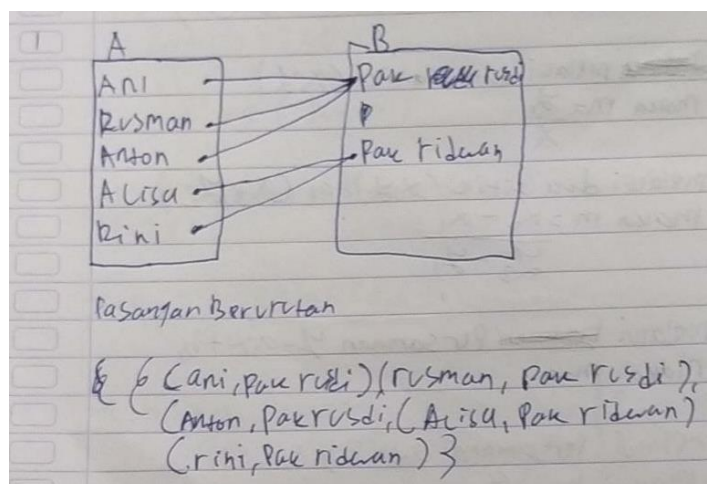 1
A
B
Ani
Pak rusdi
Rusman
Anton
Pak ridwan
Alisa
Rini
Pasangan Berurutan
{ (ani, pak rusdi) (rusman, pak rusdi),
(Anton, Pak rusdi, (Alisa, Pak ridwan)
(rini, Pak ridwan) }